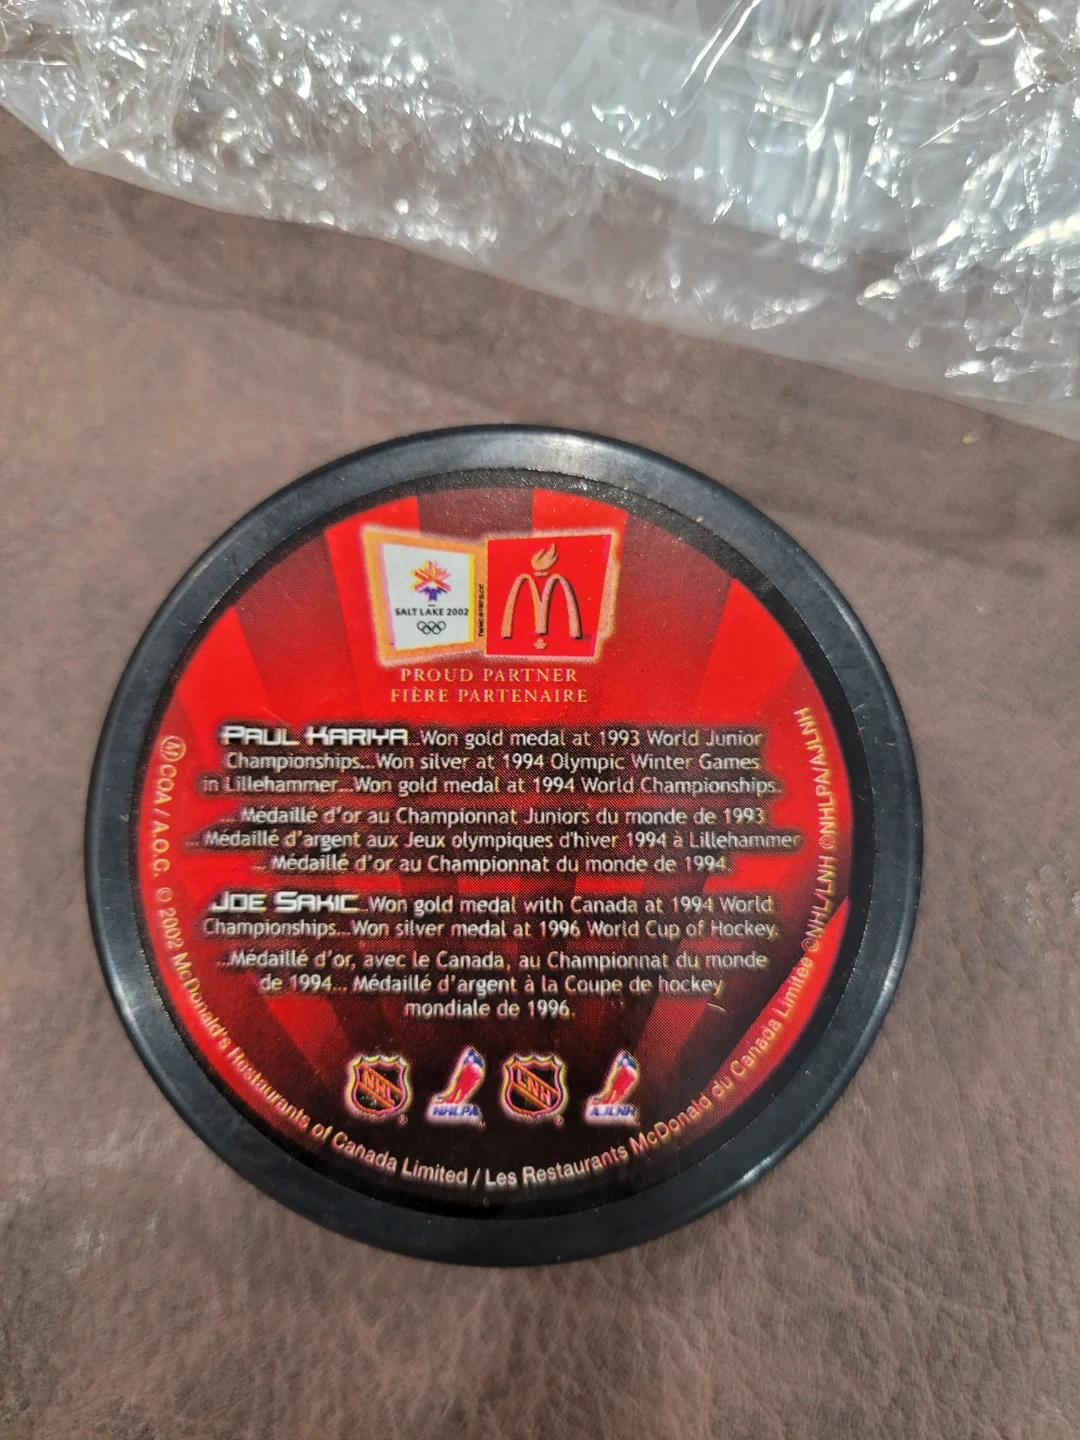 SALT LAKE 2002
PROUD PARTNER
FIÈRE PARTENAIRE
PAUL KARIYA...Won gold medal at 1993 World Junior
Championships...Won silver at 1994 Olympic Winter Games
in Lillehammer...Won gold medal at 1994 World Championships.
... Médaillé d'or au Championnat Juniors du monde de 1993
... Médaillé d'argent aux Jeux olympiques d'hiver 1994 à Lillehammer
... Médaillé d'or au Championnat du monde de 1994.
JOE SAKIC...Won gold medal with Canada at 1994 World
Championships...Won silver medal at 1996 World Cup of Hockey.
...Médaillé d'or, avec le Canada, au Championnat du monde
de 1994... Médaillé d'argent à la Coupe de hockey
mondiale de 1996.
NHL NHLPA LNH AJLNH
Ⓜ COA / A.O.C. © 2002 McDonald's Restaurants of Canada Limited / Les Restaurants McDonald du Canada Limitée ©NHL/LNH ©NHLPA/AJLNH